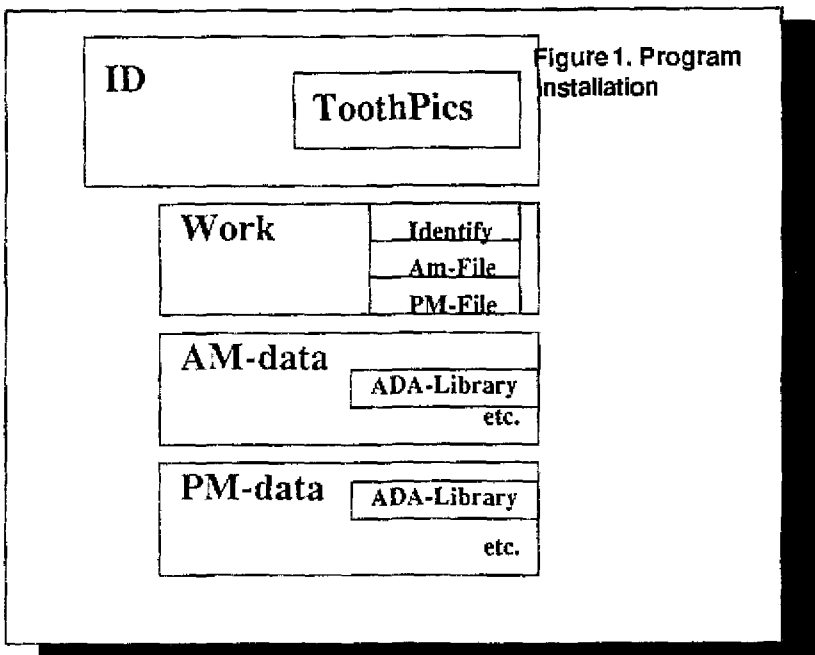 Figure 1. Program
Installation
ID
ToothPics
Work
Identify
Am-File
PM-File
AM-data
ADA-Library
etc.
PM-data
ADA-Library
etc.